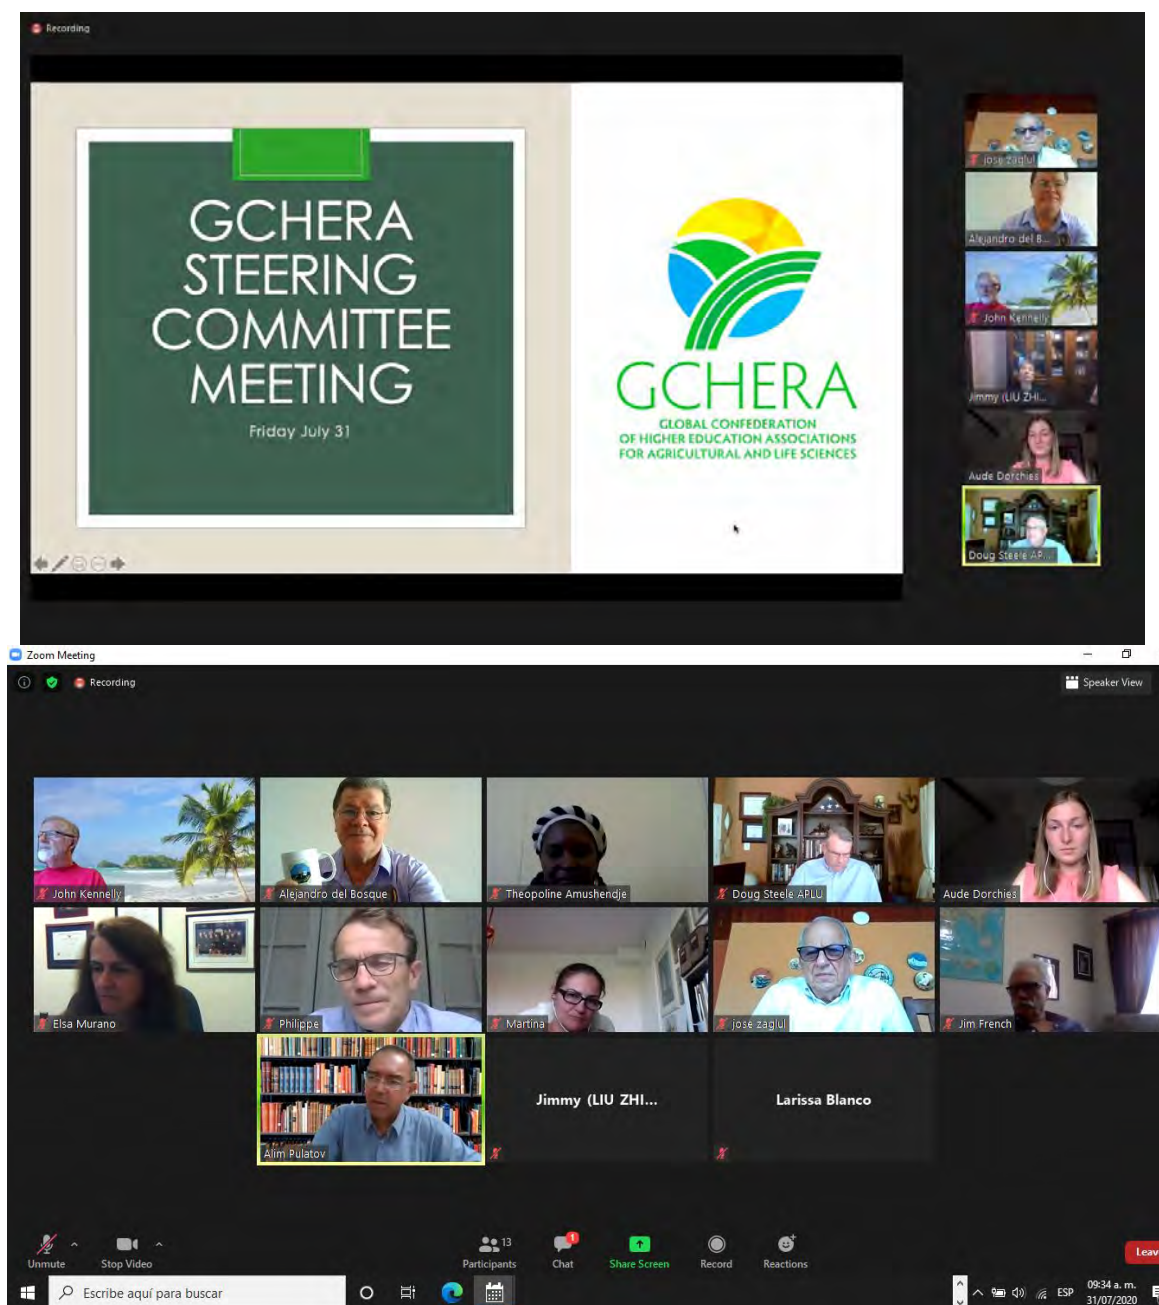 Recording
GCHERA
STEERING
COMMITTEE
MEETING
Friday July 31
GCHERA
GLOBAL CONFEDERATION
OF HIGHER EDUCATION ASSOCIATIONS
FOR AGRICULTURAL AND LIFE SCIENCES
jose zaglul
Alejandro del B...
John Kennelly
Jimmy (LIU ZHI...
Aude Dorchies
Doug Steele AP...
Zoom Meeting
Recording
Speaker View
John Kennelly
Alejandro del Bosque
Theopoline Amushendje
Doug Steele APLU
Aude Dorchies
Elsa Murano
Philippe
Martina
jose zaglul
Jim French
Alim Pulatov
Jimmy (LIU ZHI...
Larissa Blanco
Unmute
Stop Video
13
Participants
1
Chat
Share Screen
Record
Reactions
Leav
Escribe aquí para buscar
ESP
09:34 a. m.
31/07/2020